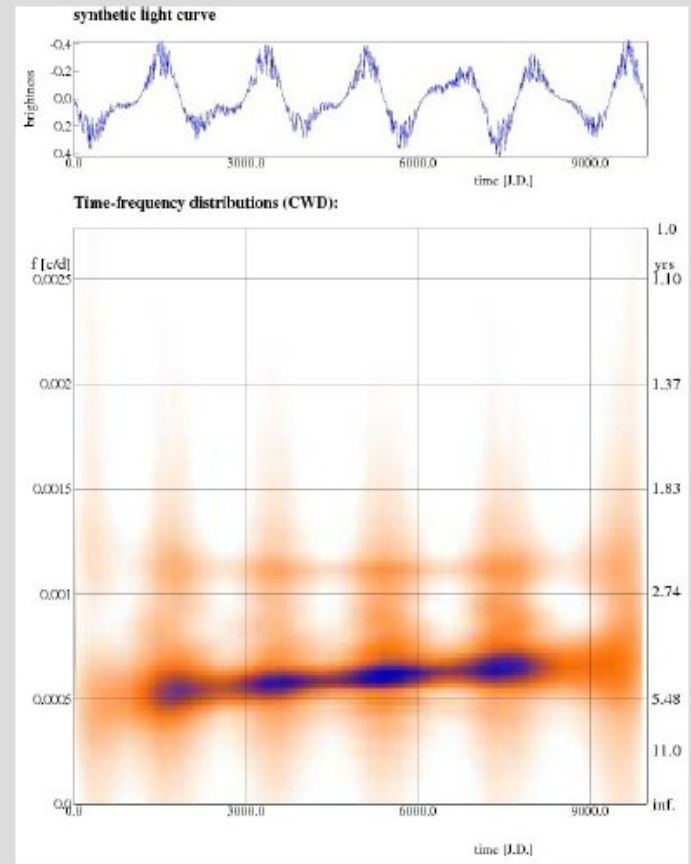 synthetic light curve
-0.4
-0.2
0.0
0.2
0.4
brightness
0.0 3000.0 6000.0 9000.0
time [J.D.]
Time-frequency distributions (CWD):
f [c/d]
0.0025
0.002
0.0015
0.001
0.0005
0.0
1.0
yrs
1.10
1.37
1.83
2.74
5.48
11.0
inf.
0.0 3000.0 6000.0 9000.0
time [J.D.]